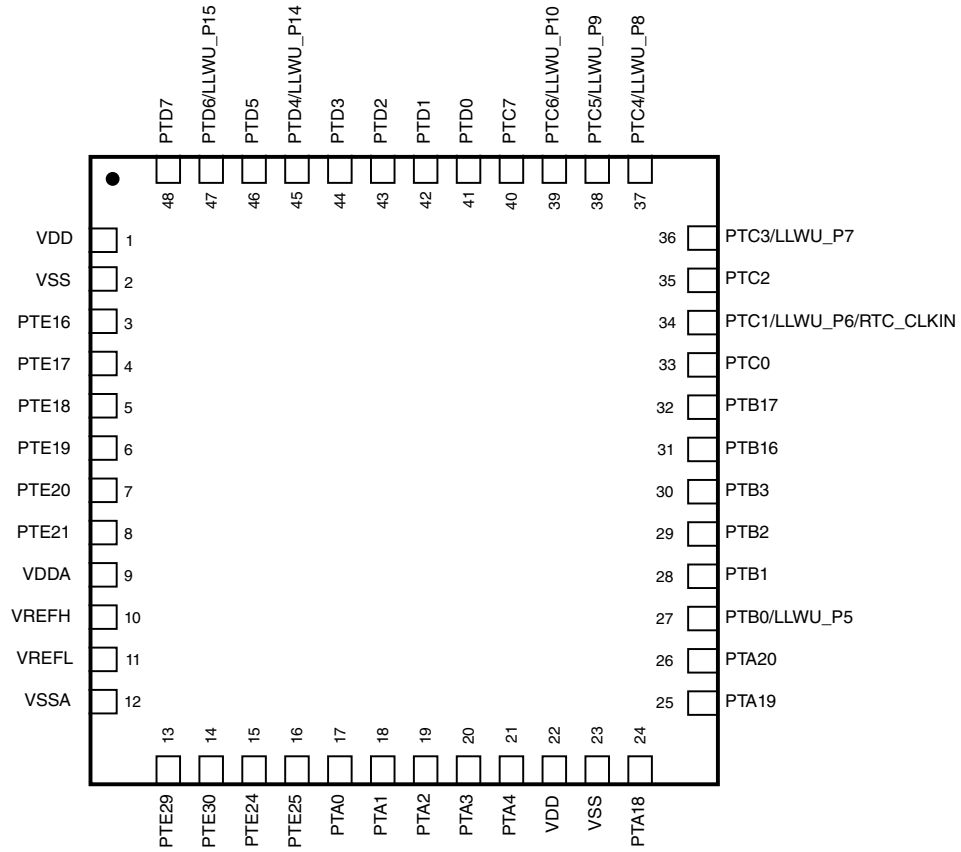 PTD7
PTD6/LLWU_P15
PTD5
PTD4/LLWU_P14
PTD3
PTD2
PTD1
PTD0
PTC7
PTC6/LLWU_P10
PTC5/LLWU_P9
PTC4/LLWU_P8
48
47
46
45
44
43
42
41
40
39
38
37
VDD 1
VSS 2
PTE16 3
PTE17 4
PTE18 5
PTE19 6
PTE20 7
PTE21 8
VDDA 9
VREFH 10
VREFL 11
VSSA 12
36 PTC3/LLWU_P7
35 PTC2
34 PTC1/LLWU_P6/RTC_CLKIN
33 PTC0
32 PTB17
31 PTB16
30 PTB3
29 PTB2
28 PTB1
27 PTB0/LLWU_P5
26 PTA20
25 PTA19
13
14
15
16
17
18
19
20
21
22
23
24
PTE29
PTE30
PTE24
PTE25
PTA0
PTA1
PTA2
PTA3
PTA4
VDD
VSS
PTA18